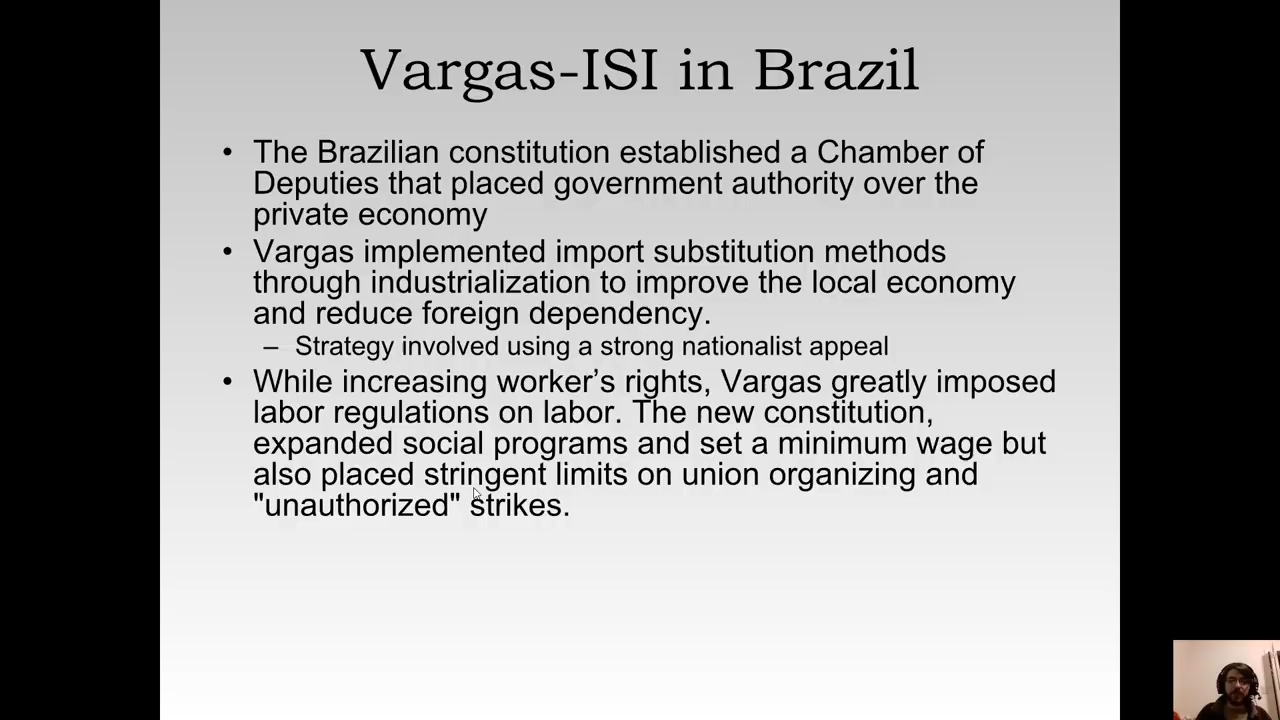 Vargas-ISI in Brazil
• The Brazilian constitution established a Chamber of
Deputies that placed government authority over the
private economy
• Vargas implemented import substitution methods
through industrialization to improve the local economy
and reduce foreign dependency.
– Strategy involved using a strong nationalist appeal
• While increasing worker’s rights, Vargas greatly imposed
labor regulations on labor. The new constitution,
expanded social programs and set a minimum wage but
also placed stringent limits on union organizing and
"unauthorized" strikes.